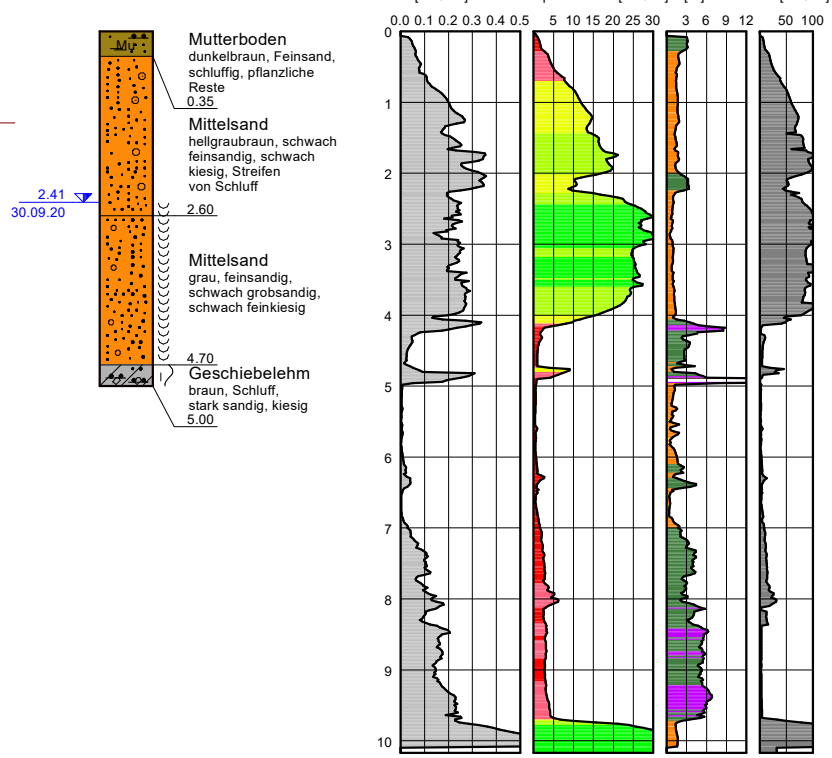 0.0 0.1 0.2 0.3 0.4 0.5
5 10 15 20 25 30
3 6 9 12
50 100
0
1
2
3
4
5
6
7
8
9
10
Mu
Mutterboden
dunkelbraun, Feinsand,
schluffig, pflanzliche
Reste
0.35
Mittelsand
hellgraubraun, schwach
feinsandig, schwach
kiesig, Streifen
von Schluff
2.41
30.09.20
2.60
Mittelsand
grau, feinsandig,
schwach grobsandig,
schwach feinkiesig
4.70
Geschiebelehm
braun, Schluff,
stark sandig, kiesig
5.00